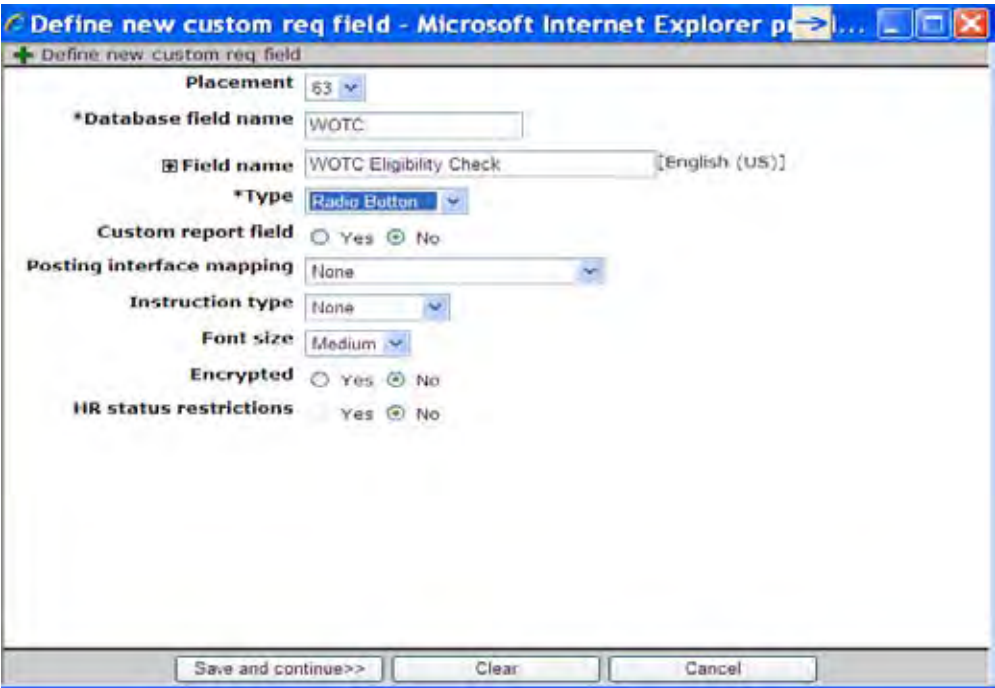 Define new custom req field - Microsoft Internet Explorer p
Define new custom req field
Placement 63
*Database field name WOTC
Field name WOTC Eligibility Check [English (US)]
*Type Radio Button
Custom report field Yes No
Posting interface mapping None
Instruction type None
Font size Medium
Encrypted Yes No
HR status restrictions Yes No
Save and continue>> Clear Cancel